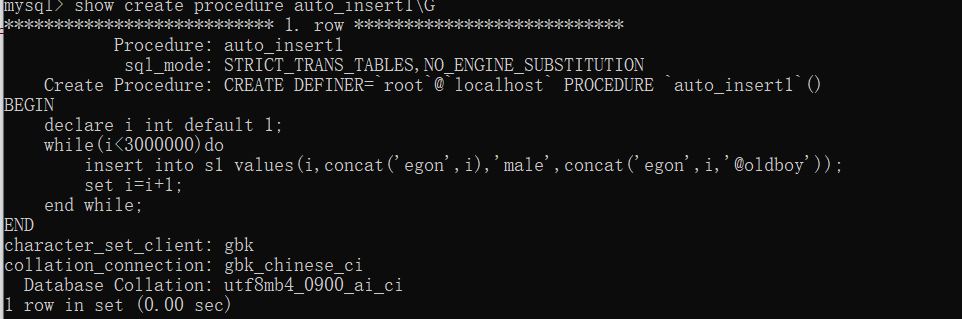 mysql> show create procedure auto_insert1\G
*************************** 1. row ***************************
           Procedure: auto_insert1
            sql_mode: STRICT_TRANS_TABLES,NO_ENGINE_SUBSTITUTION
    Create Procedure: CREATE DEFINER=`root`@`localhost` PROCEDURE `auto_insert1`()
BEGIN
    declare i int default 1;
    while(i<3000000)do
        insert into s1 values(i,concat('egon',i),'male',concat('egon',i,'@oldboy'));
        set i=i+1;
    end while;
END
character_set_client: gbk
collation_connection: gbk_chinese_ci
  Database Collation: utf8mb4_0900_ai_ci
1 row in set (0.00 sec)